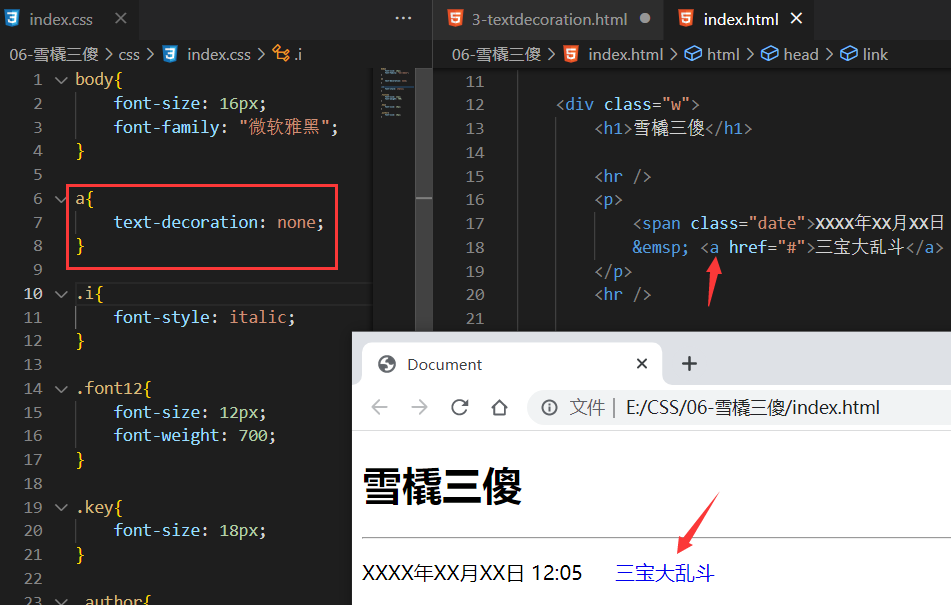 index.css
06-雪橇三傻 > css > index.css > .i
1 body{
2 font-size: 16px;
3 font-family: "微软雅黑";
4 }
5
6 a{
7 text-decoration: none;
8 }
9
10 .i{
11 font-style: italic;
12 }
13
14 .font12{
15 font-size: 12px;
16 font-weight: 700;
17 }
18
19 .key{
20 font-size: 18px;
21 }
22
23 .author{
3-textdecoration.html
index.html
06-雪橇三傻 > index.html > html > head > link
11
12 <div class="w">
13 <h1>雪橇三傻</h1>
14
15 <hr />
16 <p>
17 <span class="date">XXXX年XX月XX日
18 &emsp; <a href="#">三宝大乱斗</a>
19 </p>
20 <hr />
21
Document
文件 | E:/CSS/06-雪橇三傻/index.html
雪橇三傻
XXXX年XX月XX日 12:05 三宝大乱斗